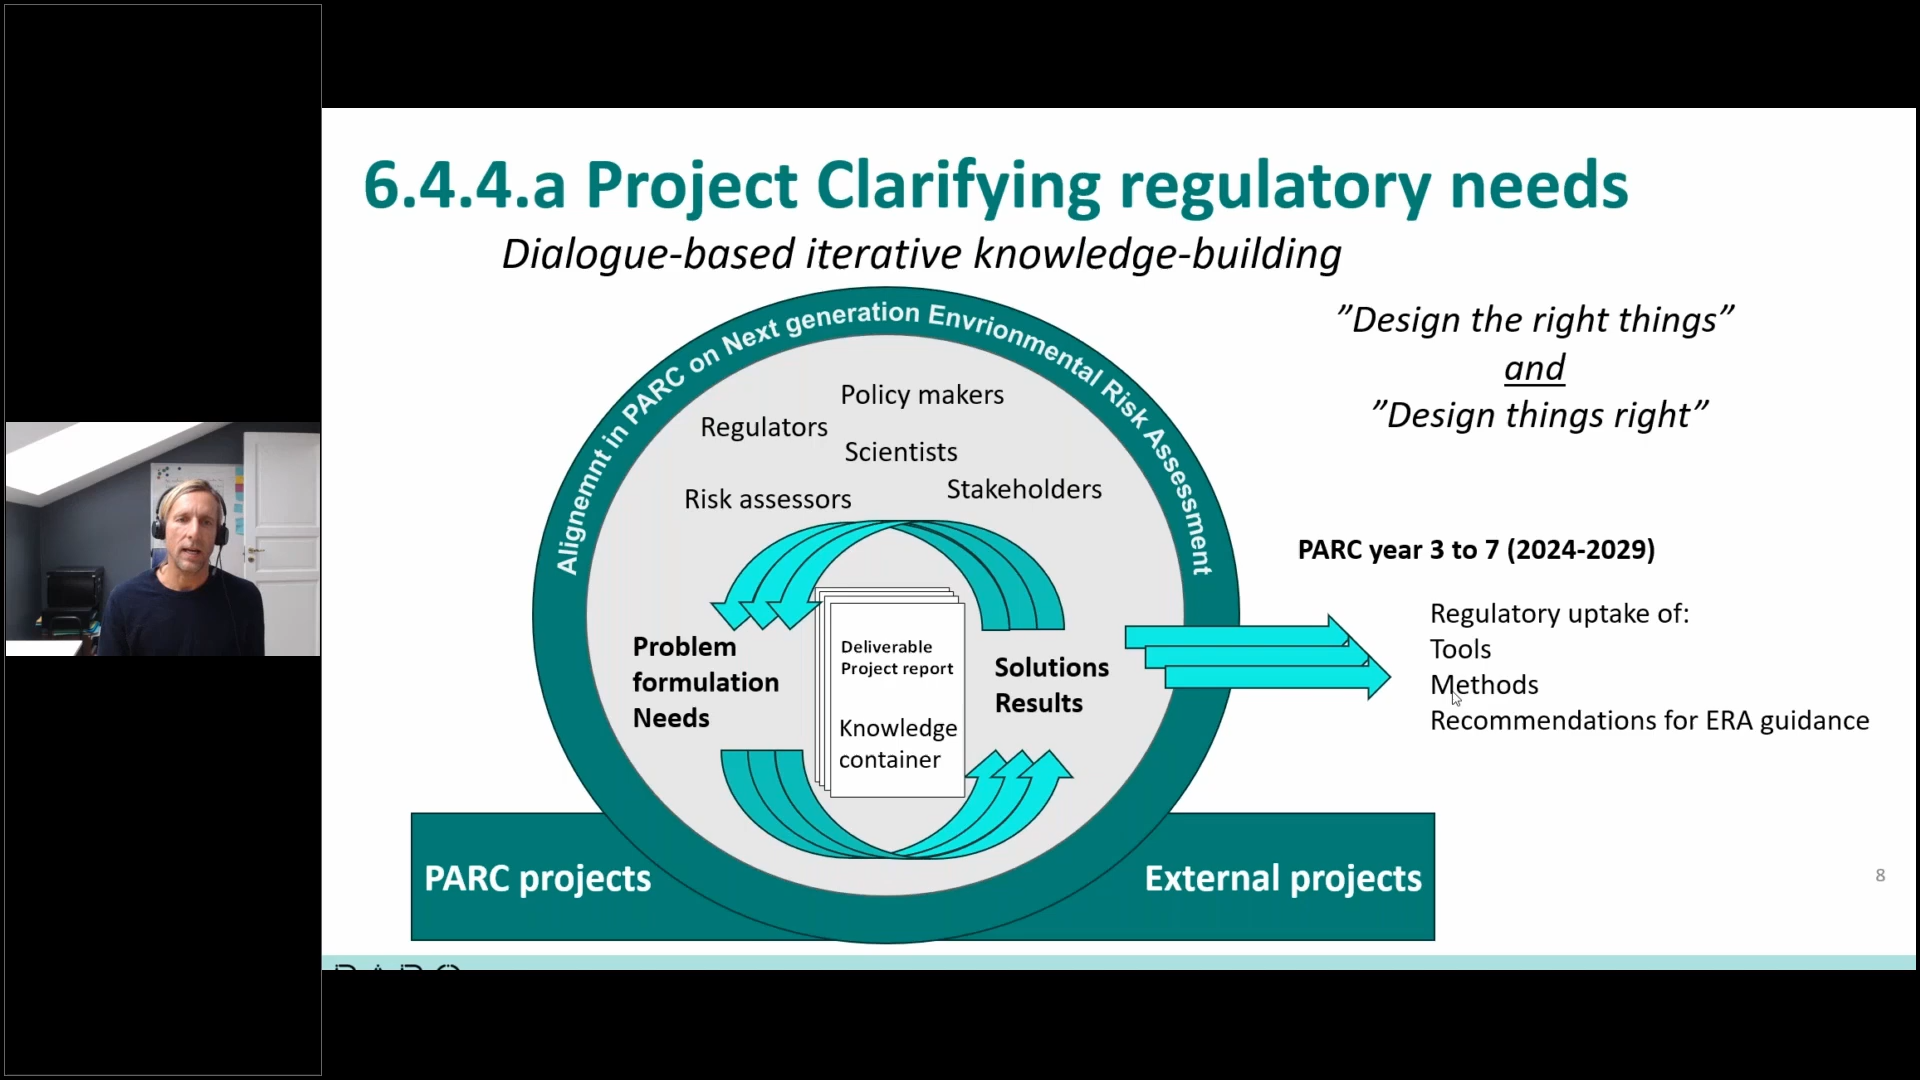 6.4.4.a Project Clarifying regulatory needs
Dialogue-based iterative knowledge-building
Alignemnt in PARC on Next generation Envrionmental Risk Assessment
”Design the right things”
and
”Design things right”
Policy makers
Regulators
Scientists
Stakeholders
Risk assessors
PARC year 3 to 7 (2024-2029)
Regulatory uptake of:
Tools
Methods
Recommendations for ERA guidance
Problem
formulation
Needs
Deliverable
Project report
Knowledge
container
Solutions
Results
PARC projects
External projects
8